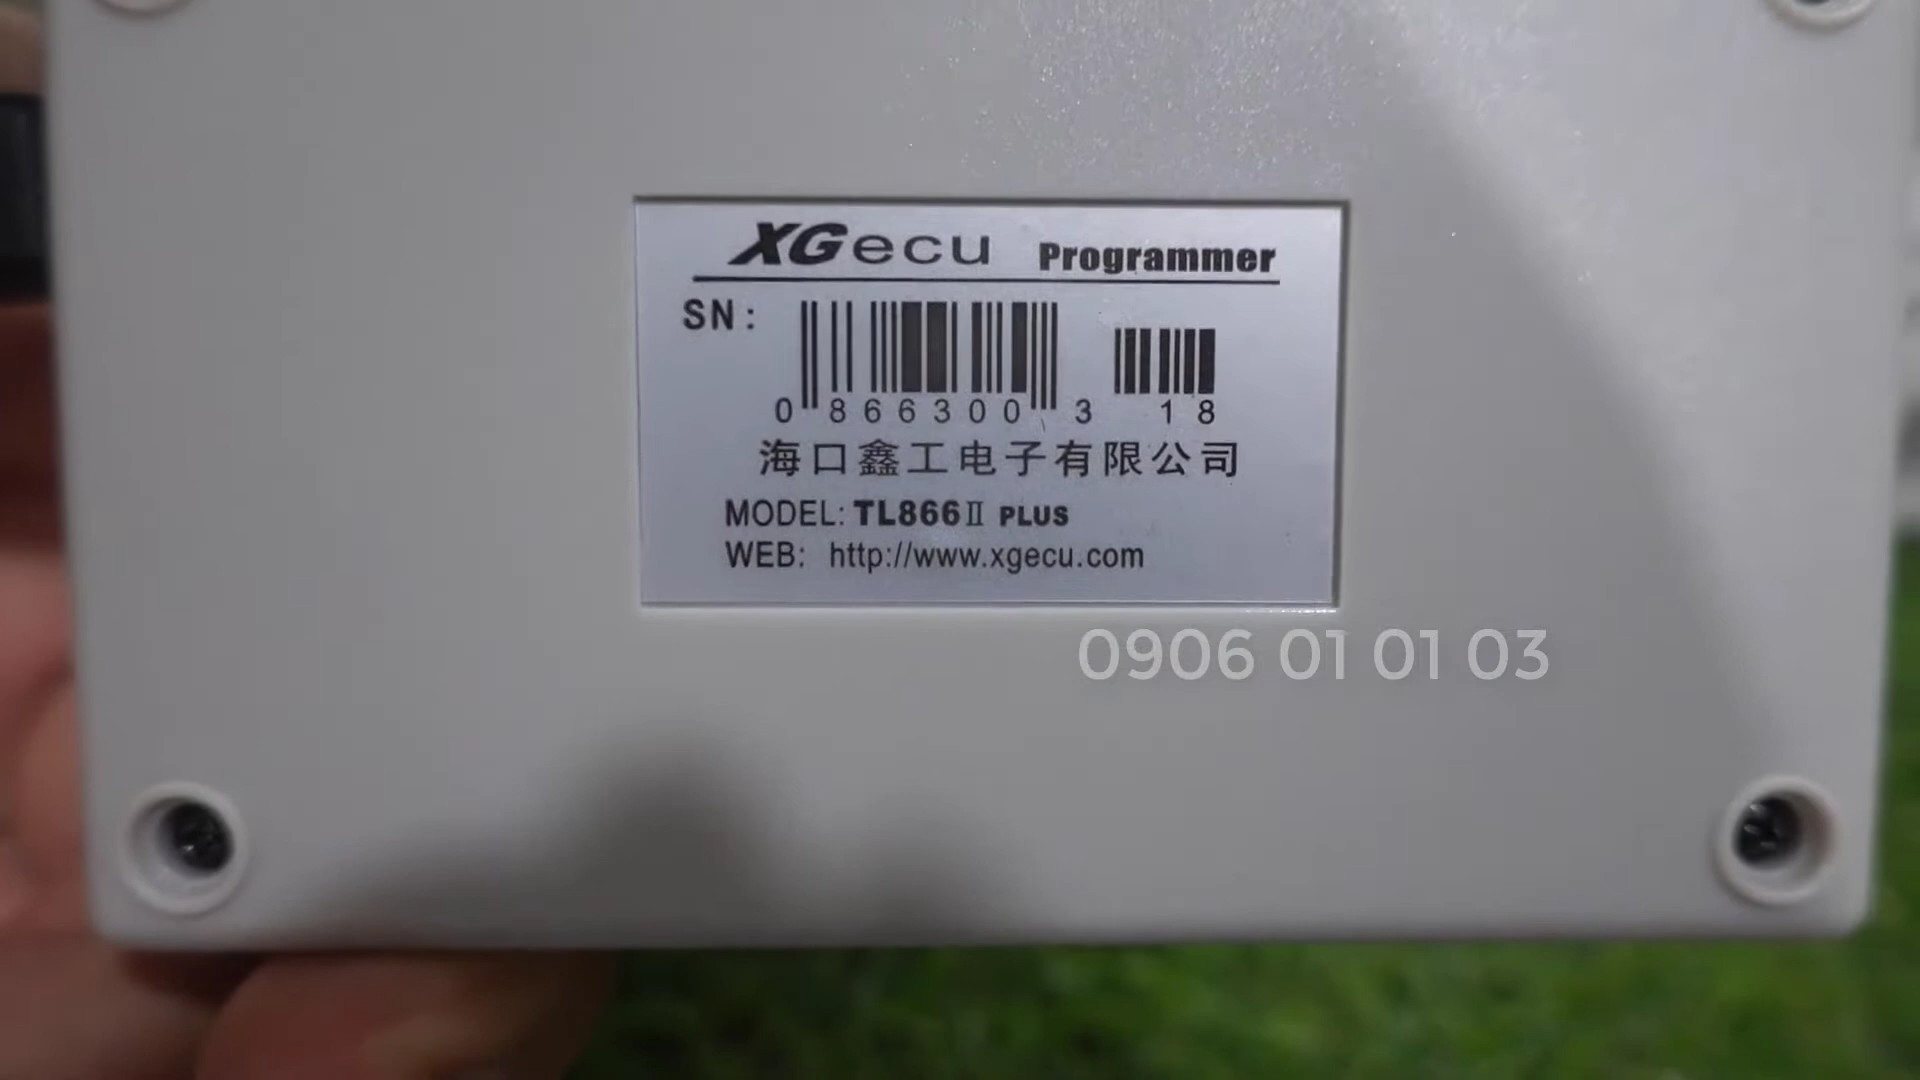 XGecu Programmer
SN:
0 866300 3 18
海口鑫工电子有限公司
MODEL: TL866Ⅱ PLUS
WEB: http://www.xgecu.com
0906 01 01 03